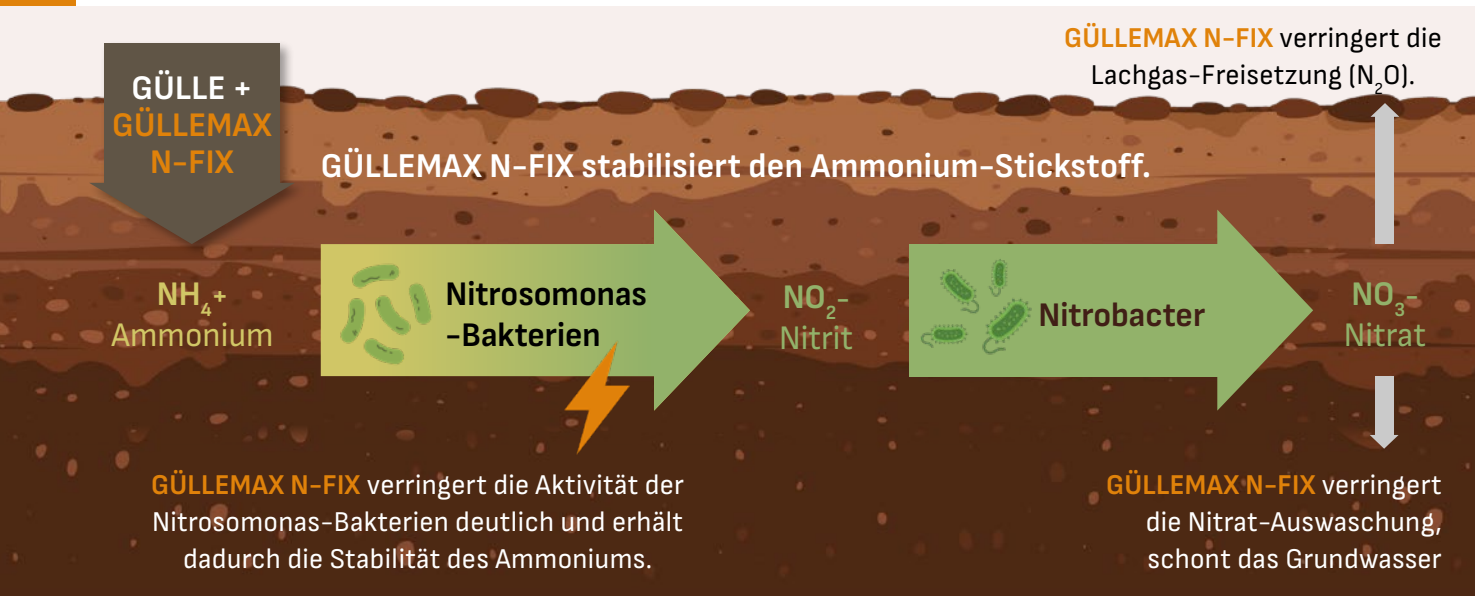 GÜLLE +
GÜLLEMAX
N-FIX
GÜLLEMAX N-FIX verringert die
Lachgas-Freisetzung (N₂O).
GÜLLEMAX N-FIX stabilisiert den Ammonium-Stickstoff.
NH₄+
Ammonium
Nitrosomonas
-Bakterien
NO₂-
Nitrit
Nitrobacter
NO₃-
Nitrat
GÜLLEMAX N-FIX verringert die Aktivität der
Nitrosomonas-Bakterien deutlich und erhält
dadurch die Stabilität des Ammoniums.
GÜLLEMAX N-FIX verringert
die Nitrat-Auswaschung,
schont das Grundwasser